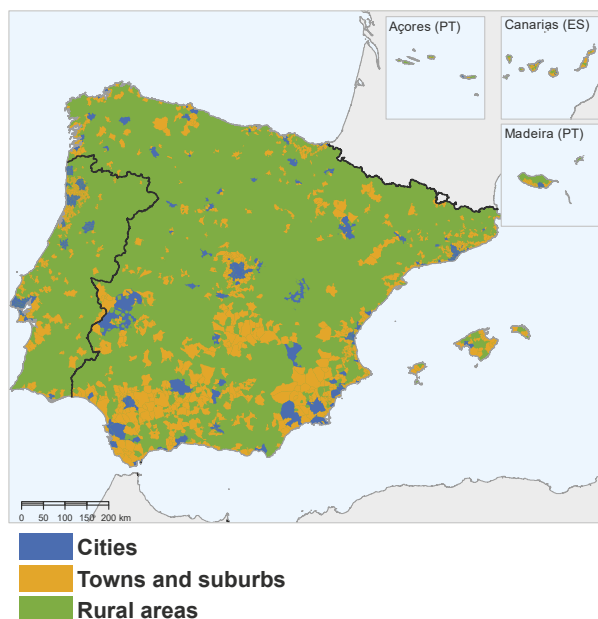 Açores (PT)
Canarias (ES)
Madeira (PT)
0 50 100 150 200 km
Cities
Towns and suburbs
Rural areas